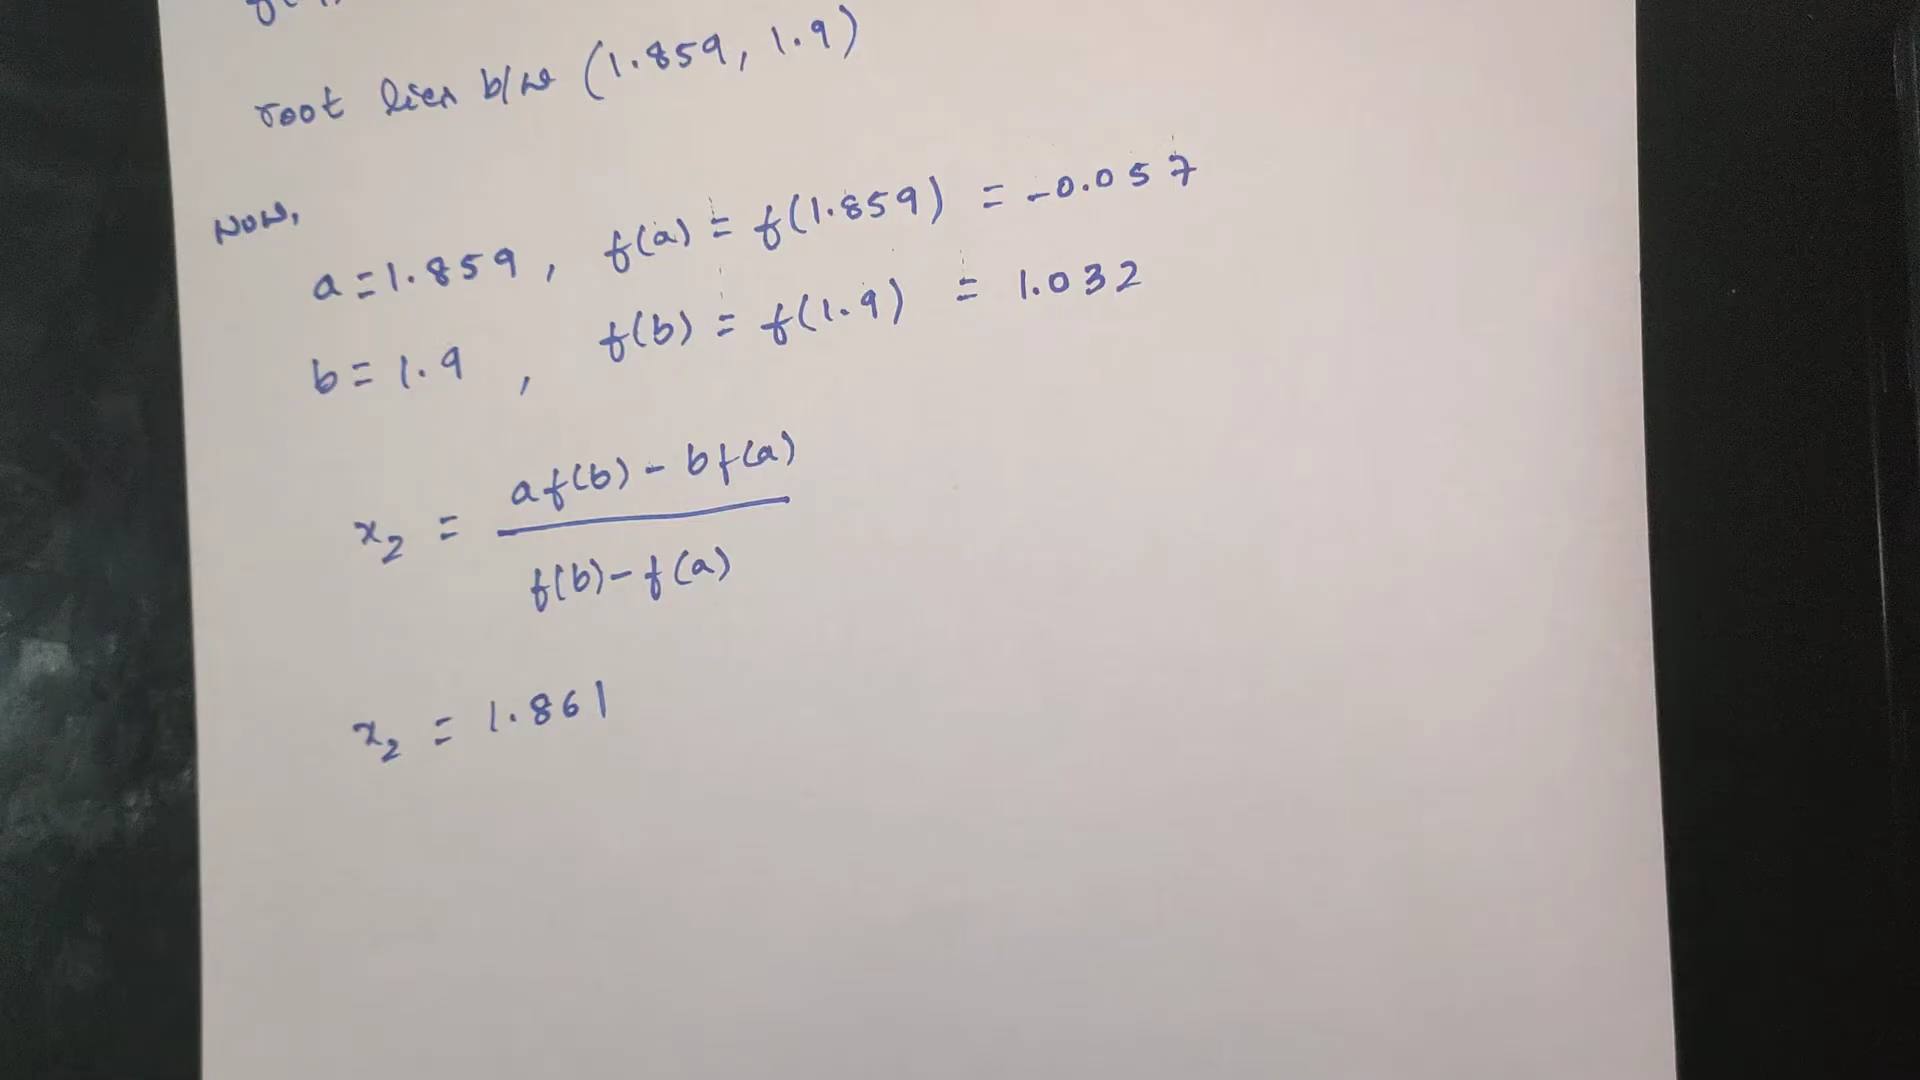 root lies b/w (1.859, 1.9)
Now,
a = 1.859, f(a) = f(1.859) = -0.057
b = 1.9 , f(b) = f(1.9) = 1.032
x₂ = af(b) - bf(a) / f(b) - f(a)
x₂ = 1.861